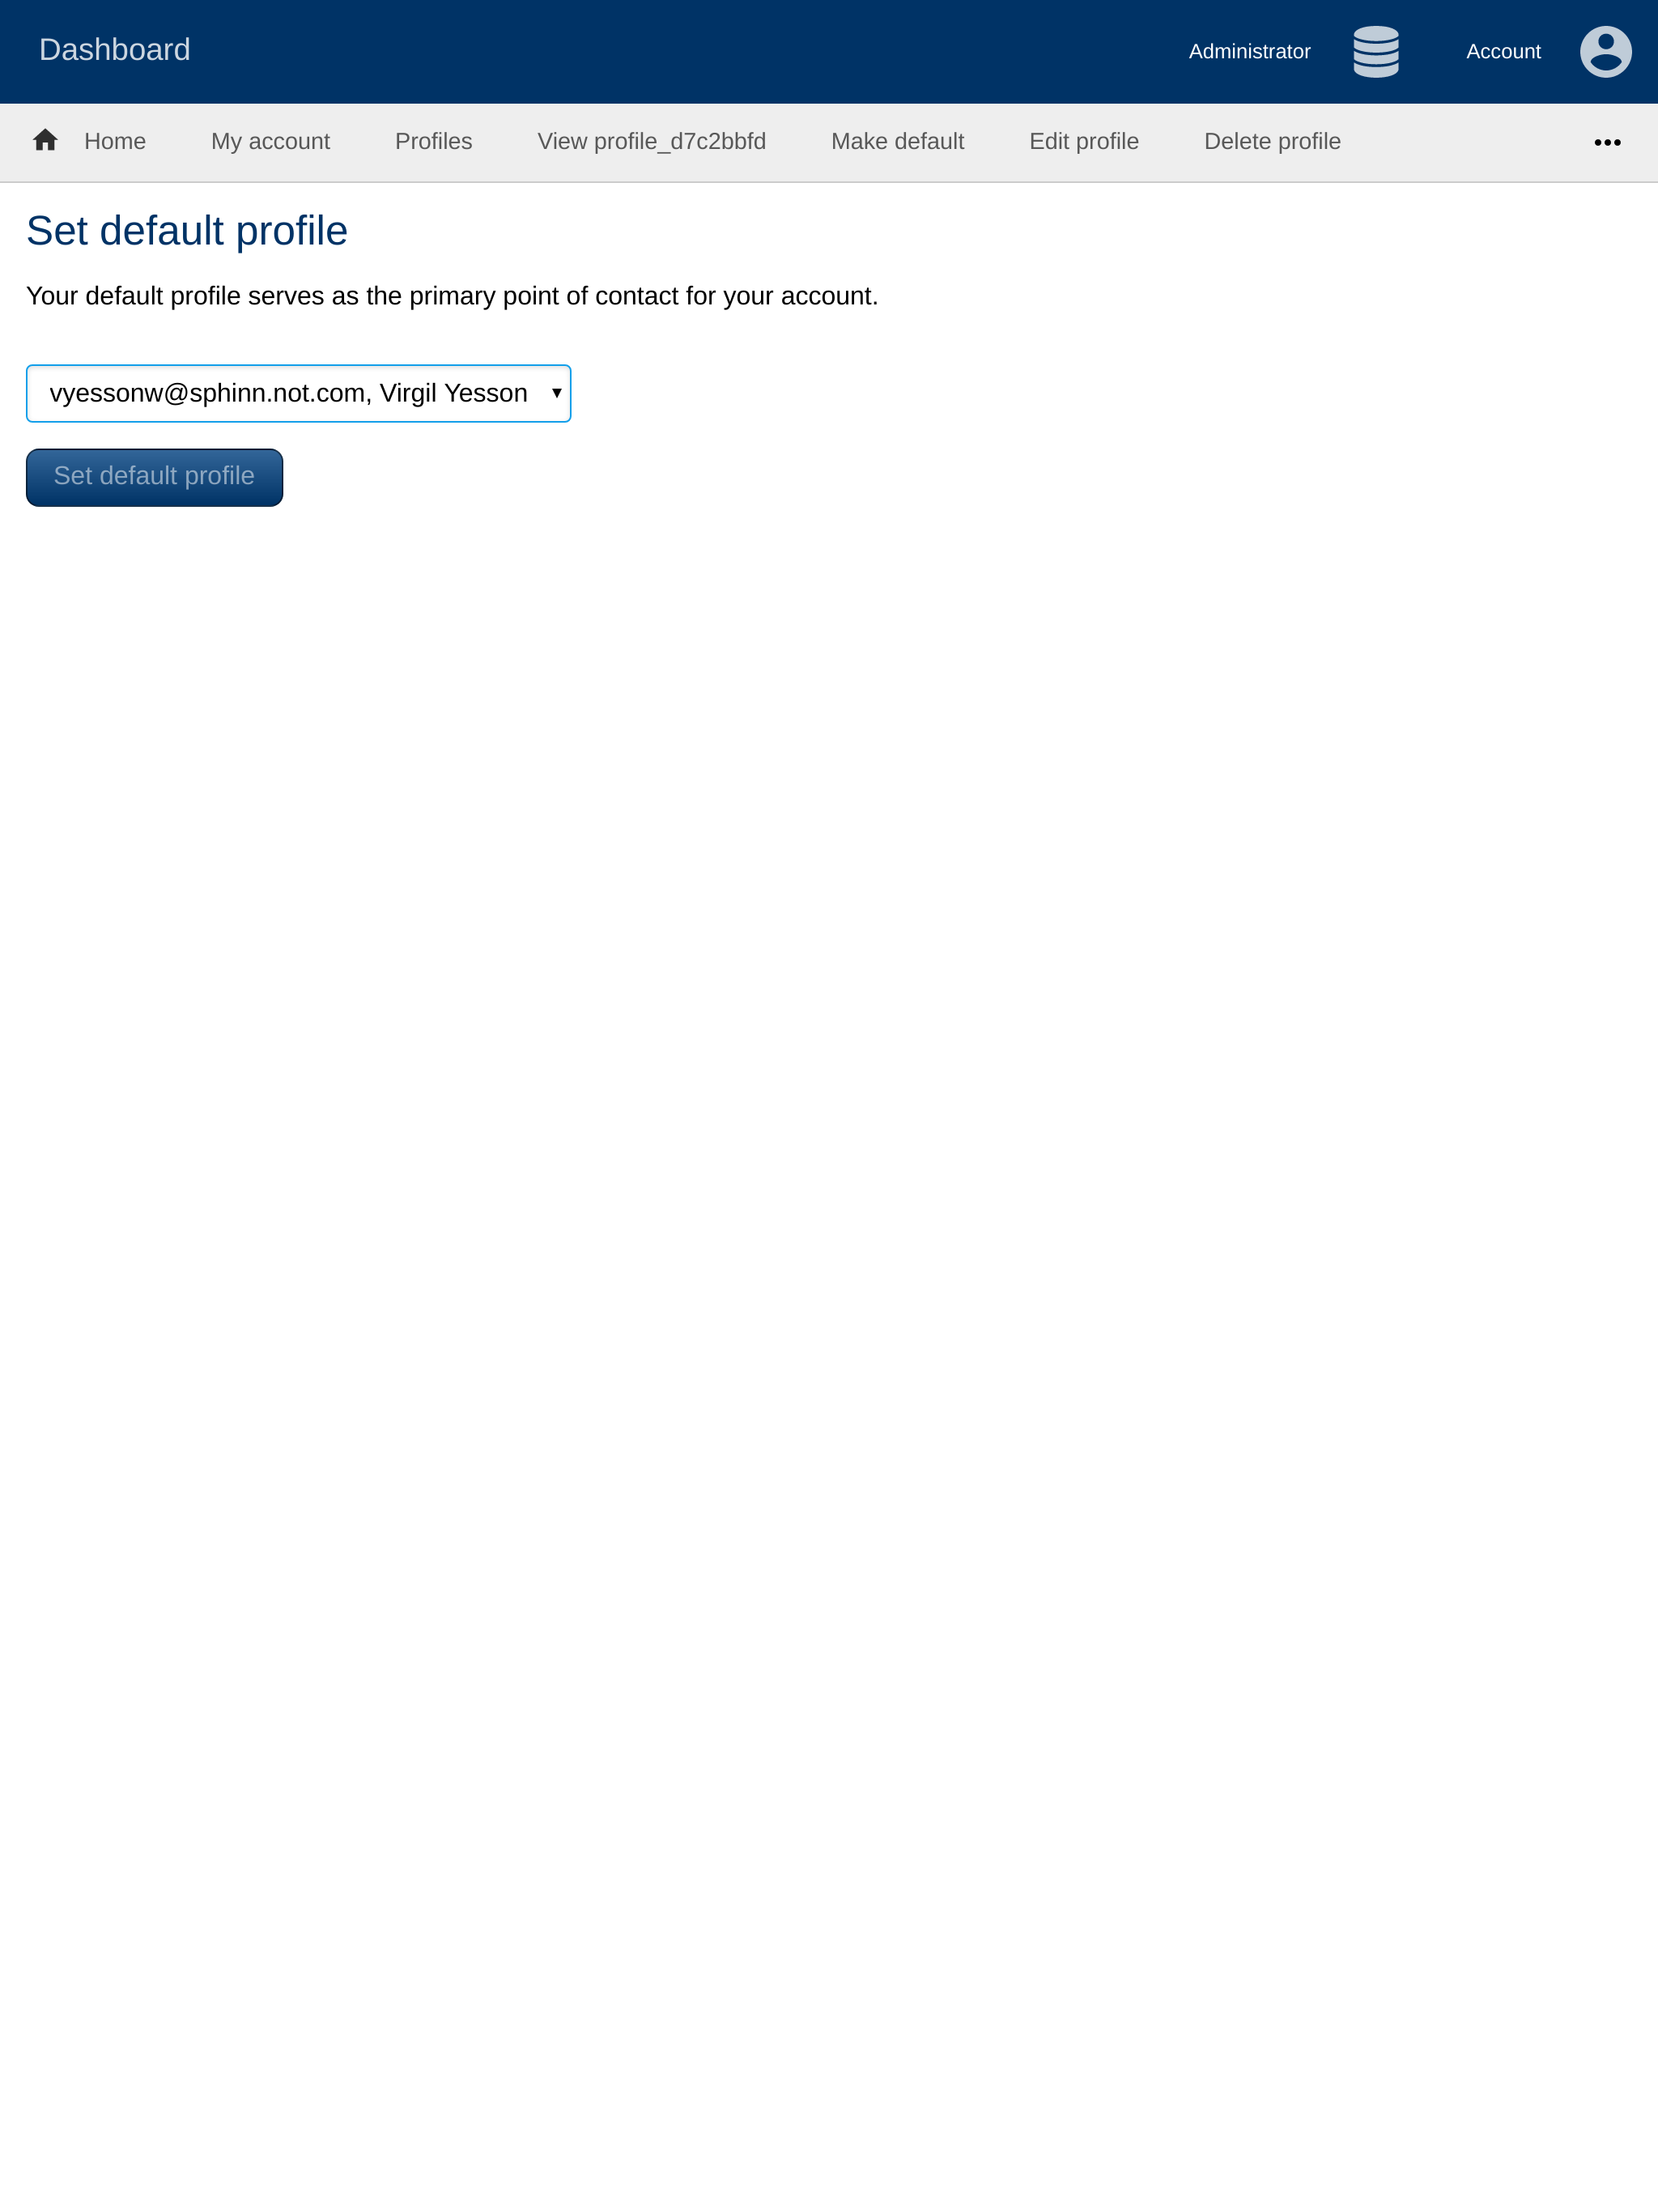 Dashboard
Administrator
Account
Home
My account
Profiles
View profile_d7c2bbfd
Make default
Edit profile
Delete profile
Set default profile
Your default profile serves as the primary point of contact for your account.
vyessonw@sphinn.not.com, Virgil Yesson
Set default profile